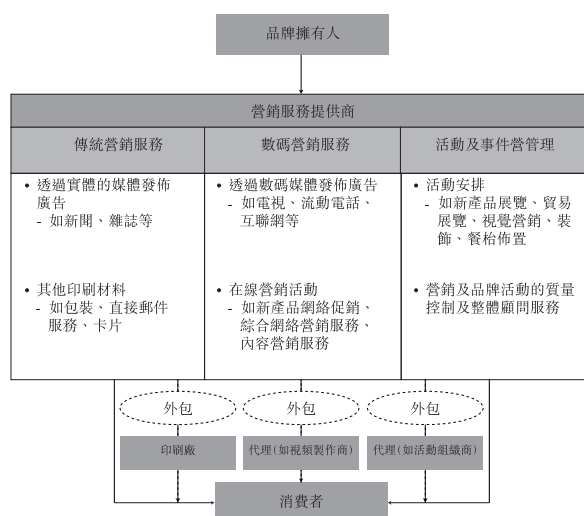 品牌擁有人
營銷服務提供商
傳統營銷服務
數碼營銷服務
活動及事件營管理
• 透過實體的媒體發佈
廣告
- 如新聞、雜誌等
• 其他印刷材料
- 如包裝、直接郵件
服務、卡片
• 透過數碼媒體發佈廣告
- 如電視、流動電話、
互聯網等
• 在線營銷活動
- 如新產品網絡促銷、
綜合網絡營銷服務、
內容營銷服務
• 活動安排
- 如新產品展覽、貿易
展覽、視覺營銷、裝
飾、餐枱佈置
• 營銷及品牌活動的質量
控制及整體顧問服務
外包
外包
外包
印刷廠
代理(如視頻製作商)
代理(如活動組織商)
消費者